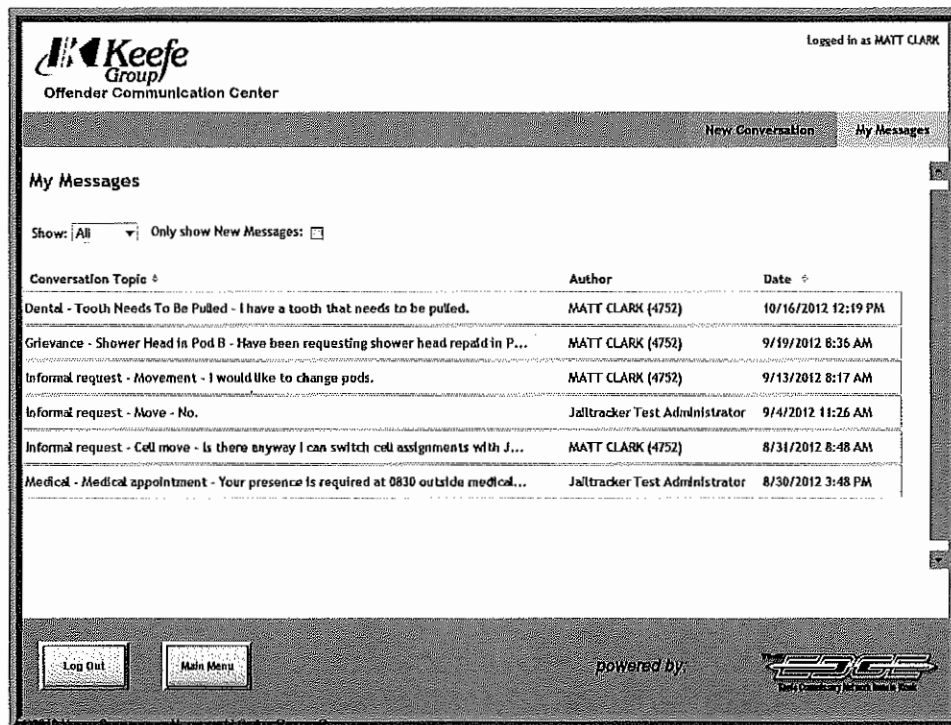 Logged in as MATT CLARK
Keefe
Group
Offender Communication Center
New Conversation My Messages
My Messages
Show: All Only show New Messages:
Conversation Topic Author Date
Dental - Tooth Needs To Be Pulled - I have a tooth that needs to be pulled. MATT CLARK (4752) 10/16/2012 12:19 PM
Grievance - Shower Head in Pod B - Have been requesting shower head repaid in P... MATT CLARK (4752) 9/19/2012 8:36 AM
Informal request - Movement - I would like to change pods. MATT CLARK (4752) 9/13/2012 8:17 AM
Informal request - Move - No. Jailtracker Test Administrator 9/4/2012 11:26 AM
Informal request - Cell move - Is there anyway I can switch cell assignments with J... MATT CLARK (4752) 8/31/2012 8:48 AM
Medical - Medical appointment - Your presence is required at 0830 outside medical... Jailtracker Test Administrator 8/30/2012 3:48 PM
Log Out Main Menu powered by:
EDGE